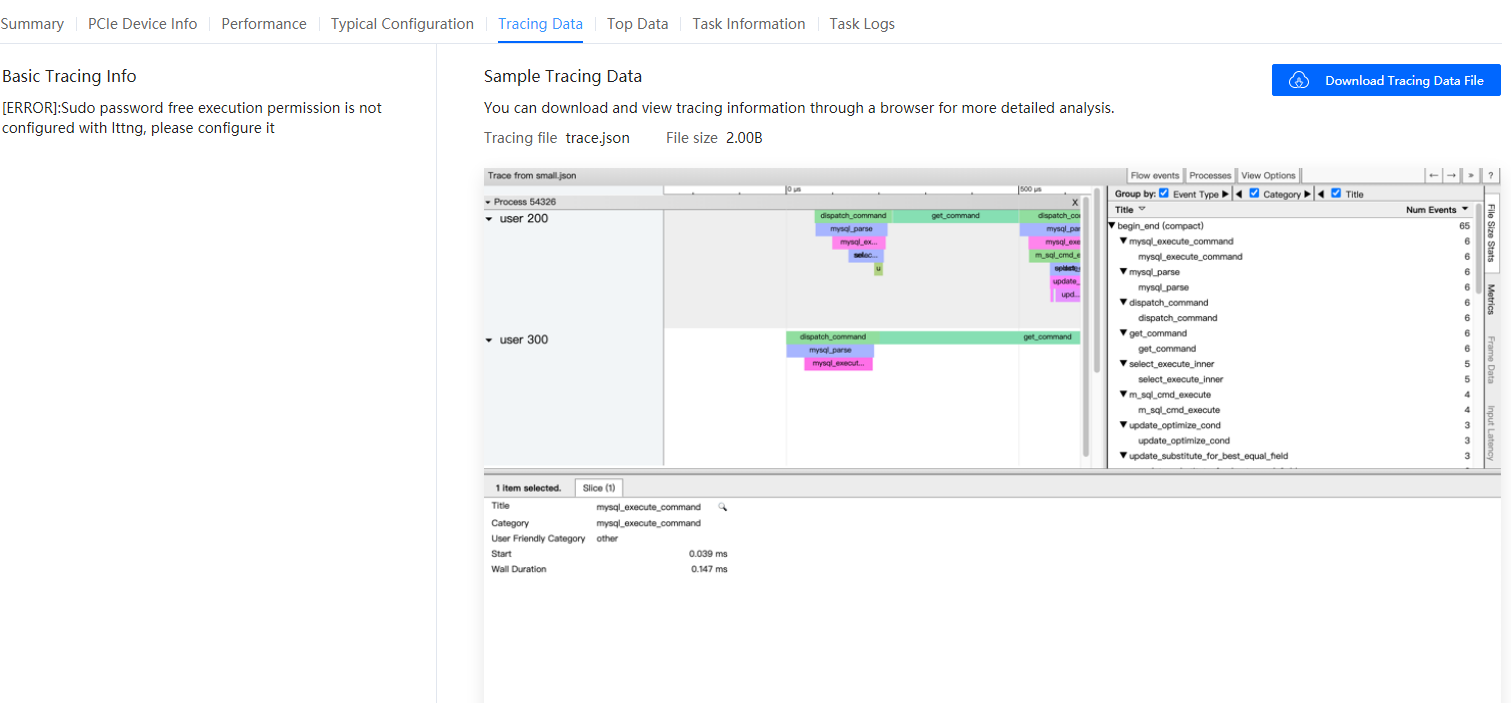 Summary PCIe Device Info Performance Typical Configuration Tracing Data Top Data Task Information Task Logs
Basic Tracing Info
[ERROR]:Sudo password free execution permission is not
configured with lttng, please configure it
Sample Tracing Data
Download Tracing Data File
You can download and view tracing information through a browser for more detailed analysis.
Tracing file trace.json File size 2.00B
Trace from small.json
Flow events Processes View Options ← → » ?
0 µs 500 µs
Process 54326 X
user 200
dispatch_command get_command dispatch_co
mysql_parse mysql_par
mysql_ex... mysql_exe
selec... m_sql_cmd_e
u
update_
upd...
user 300
dispatch_command get_command
mysql_parse
mysql_execut...
Group by: Event Type Category Title
Title Num Events
begin_end (compact) 65
mysql_execute_command 6
mysql_execute_command 6
mysql_parse 6
mysql_parse 6
dispatch_command 6
dispatch_command 6
get_command 6
get_command 6
select_execute_inner 5
select_execute_inner 5
m_sql_cmd_execute 4
m_sql_cmd_execute 4
update_optimize_cond 3
update_optimize_cond 3
update_substitute_for_best_equal_field 3
File Size Stats
Metrics
Frame Data
Input Latency
1 item selected. Slice (1)
Title mysql_execute_command
Category mysql_execute_command
User Friendly Category other
Start 0.039 ms
Wall Duration 0.147 ms